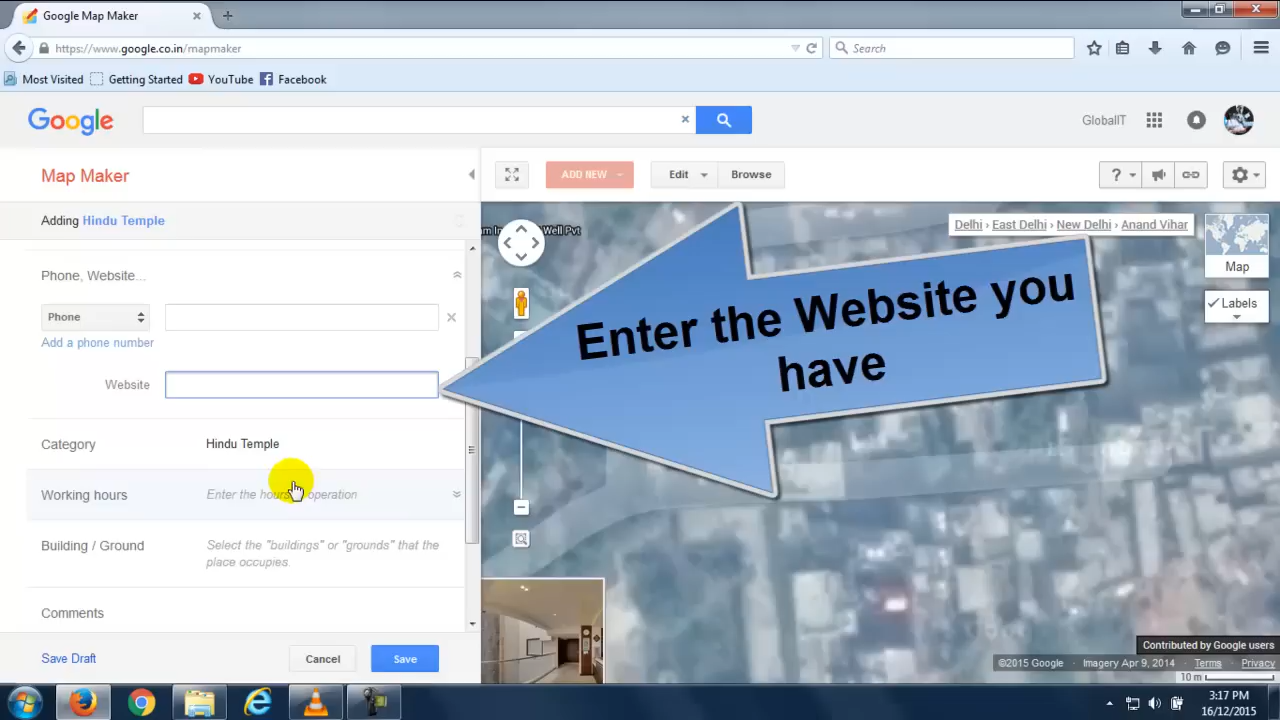 Google Map Maker
https://www.google.co.in/mapmaker
Search
Most Visited
Getting Started
YouTube
Facebook
Google
GlobalIT
Map Maker
ADD NEW
Edit
Browse
Adding Hindu Temple
Well Pvt
Delhi › East Delhi › New Delhi › Anand Vihar
Map
Labels
Phone, Website...
Phone
Add a phone number
Website
Enter the Website you
have
Category
Hindu Temple
Working hours
Enter the hours operation
Building / Ground
Select the "buildings" or "grounds" that the
place occupies.
Comments
Save Draft
Cancel
Save
Contributed by Google users
©2015 Google - Imagery Apr 9, 2014 - Terms - Privacy
10 m
3:17 PM
16/12/2015